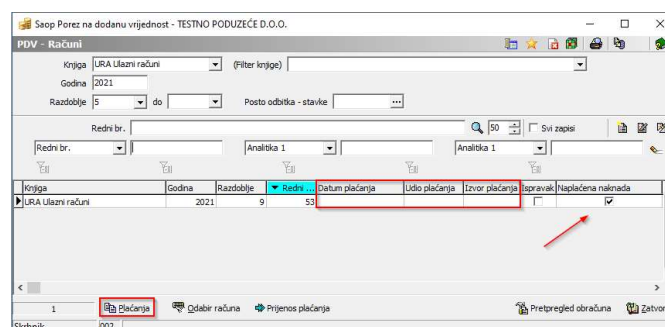 Saop Porez na dodanu vrijednost - TESTNO PODUZEĆE D.O.O.
PDV - Računi
Knjiga URA Ulazni računi (Filter knjige)
Godina 2021
Razdoblje 5 do Posto odbitka - stavke ...
Redni br. 50 Svi zapisi
Redni br. Analitika 1 Analitika 1
Knjiga Godina Razdoblje Redni ... Datum plaćanja Udio plaćanja Izvor plaćanja Ispravak Naplaćena naknada
URA Ulazni računi 2021 9 53
1 Plaćanja Odabir računa Prijenos plaćanja Pretpregled obračuna Zatvori
Skrbnik 002